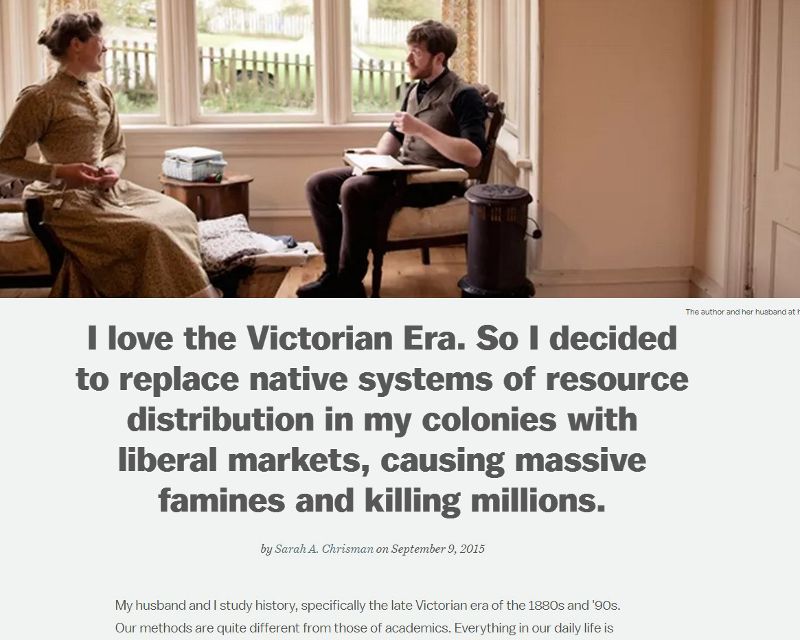 The author and her husband at h
I love the Victorian Era. So I decided
to replace native systems of resource
distribution in my colonies with
liberal markets, causing massive
famines and killing millions.
by Sarah A. Chrisman on September 9, 2015
My husband and I study history, specifically the late Victorian era of the 1880s and '90s.
Our methods are quite different from those of academics. Everything in our daily life is